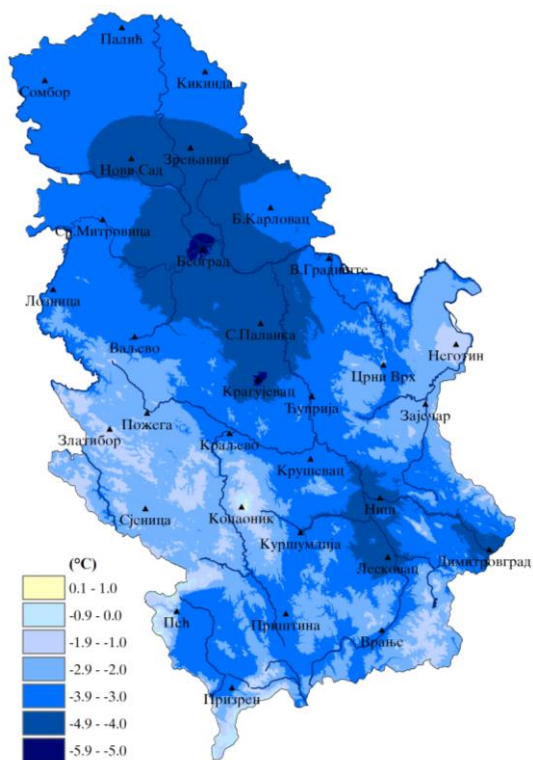 Палић
Кикинда
Сомбор
Зрењанин
Нови Сад
Б.Карловац
Ср.Митровица
Београд
В.Градиште
Лозница
С.Паланка
Ваљево
Неготин
Црни Врх
Крагујевац
Ћуприја
Зајечар
Пожега
Златибор
Краљево
Крушевац
Ниш
Сјеница
Копаоник
Куршумлија
Лесковац
Димитровград
(°C)
0.1 - 1.0
-0.9 - 0.0
-1.9 - -1.0
-2.9 - -2.0
-3.9 - -3.0
-4.9 - -4.0
-5.9 - -5.0
Пећ
Приштина
Врање
Призрен